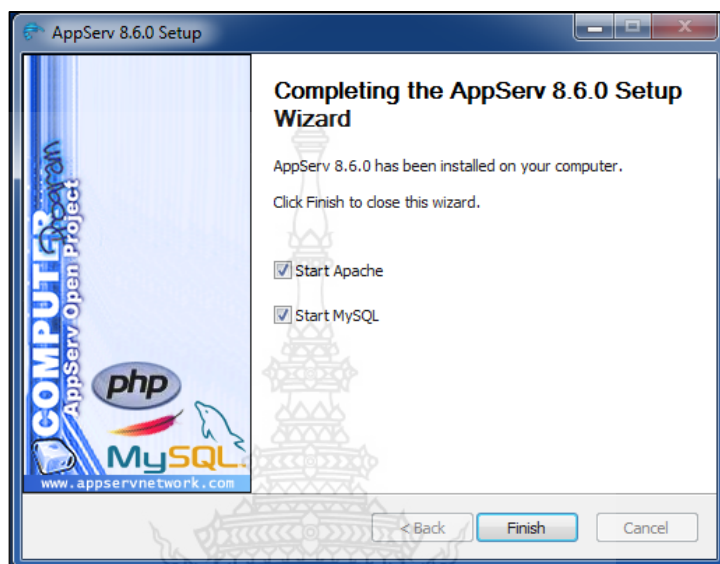 AppServ 8.6.0 Setup
Completing the AppServ 8.6.0 Setup
Wizard
AppServ 8.6.0 has been installed on your computer.
Click Finish to close this wizard.
Start Apache
Start MySQL
COMPUTER
Program
AppServ Open Project
php
MySQL
www.appservnetwork.com
< Back
Finish
Cancel